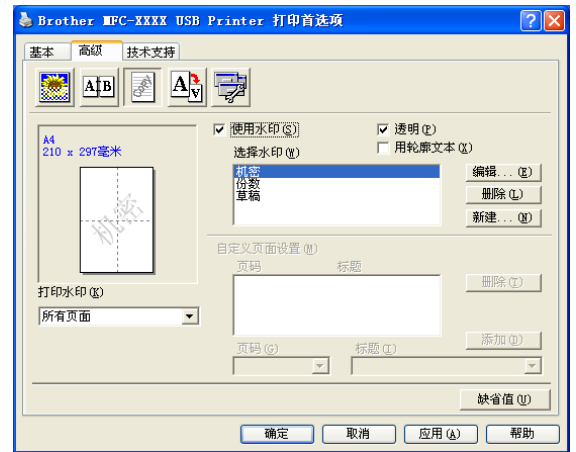 Brother MFC-XXXX USB Printer 打印首选项
基本 高级 技术支持
A B
A A
A4
210 x 297毫米
机密
打印水印(K)
所有页面
使用水印(S)
透明(P)
用轮廓文本(X)
选择水印(W)
机密
份数
草稿
编辑...(E)
删除(L)
新建...(N)
自定义页面设置(M)
页码 标题
删除(T)
添加(D)
页码(G) 标题(I)
缺省值(U)
确定 取消 应用(A) 帮助